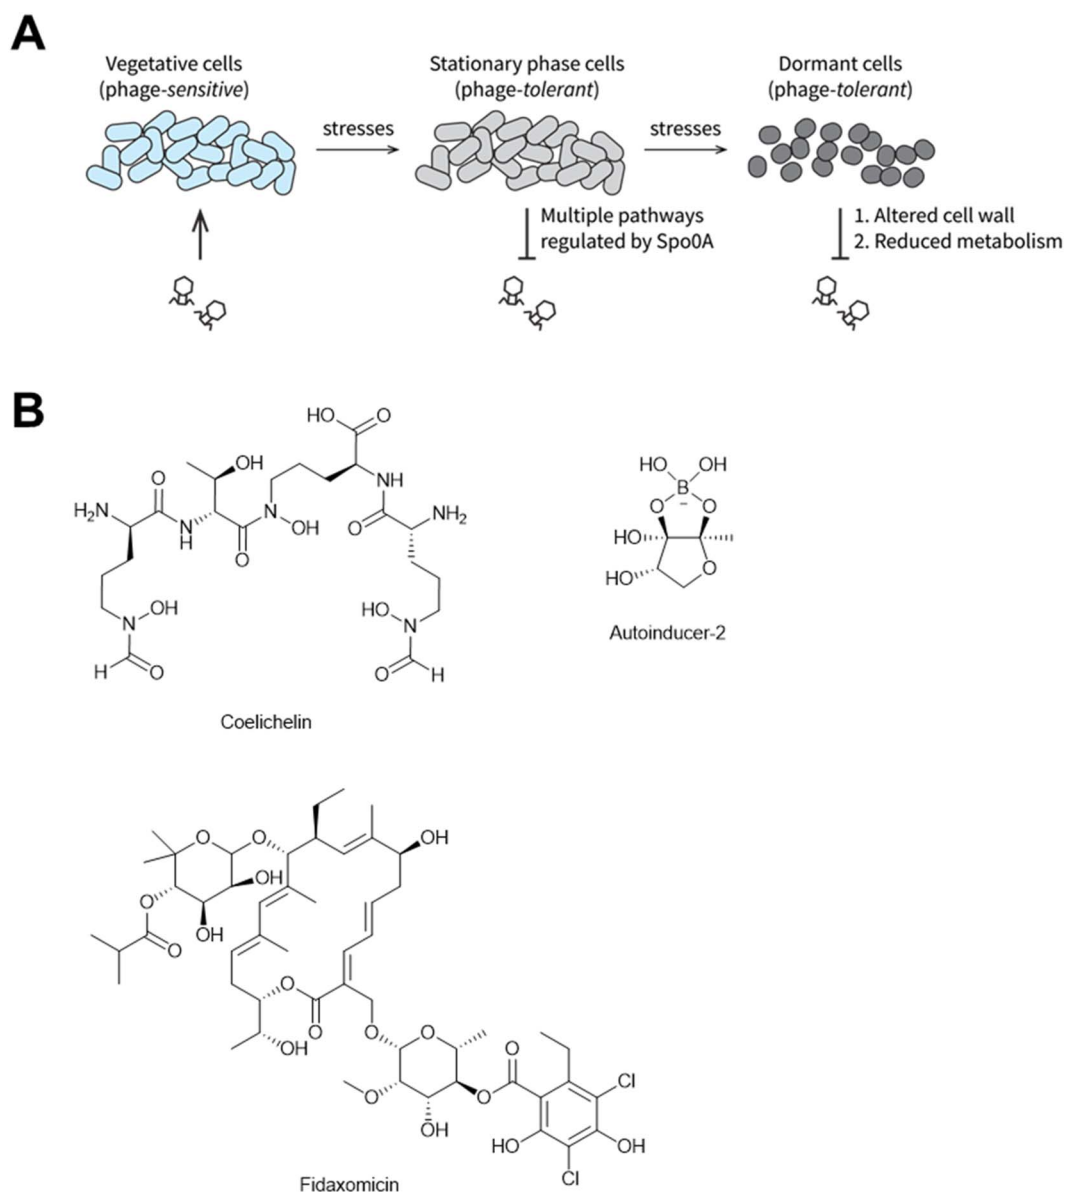 A
Vegetative cells
(phage-sensitive)
stresses
Stationary phase cells
(phage-tolerant)
stresses
Dormant cells
(phage-tolerant)
Multiple pathways
regulated by Spo0A
1. Altered cell wall
2. Reduced metabolism
B
HO O
OH
O
NH
H2N
N
H
O
N
OH
O
NH2
N
OH
H O
HO
N
O H
Coelichelin
HO OH
B
O − O
HO
HO
O
Autoinducer-2
O
O
OH
OH
O
OH
O
O
O
OH
O
O
O
O
OH
O
O
Cl
HO
OH
Cl
Fidaxomicin